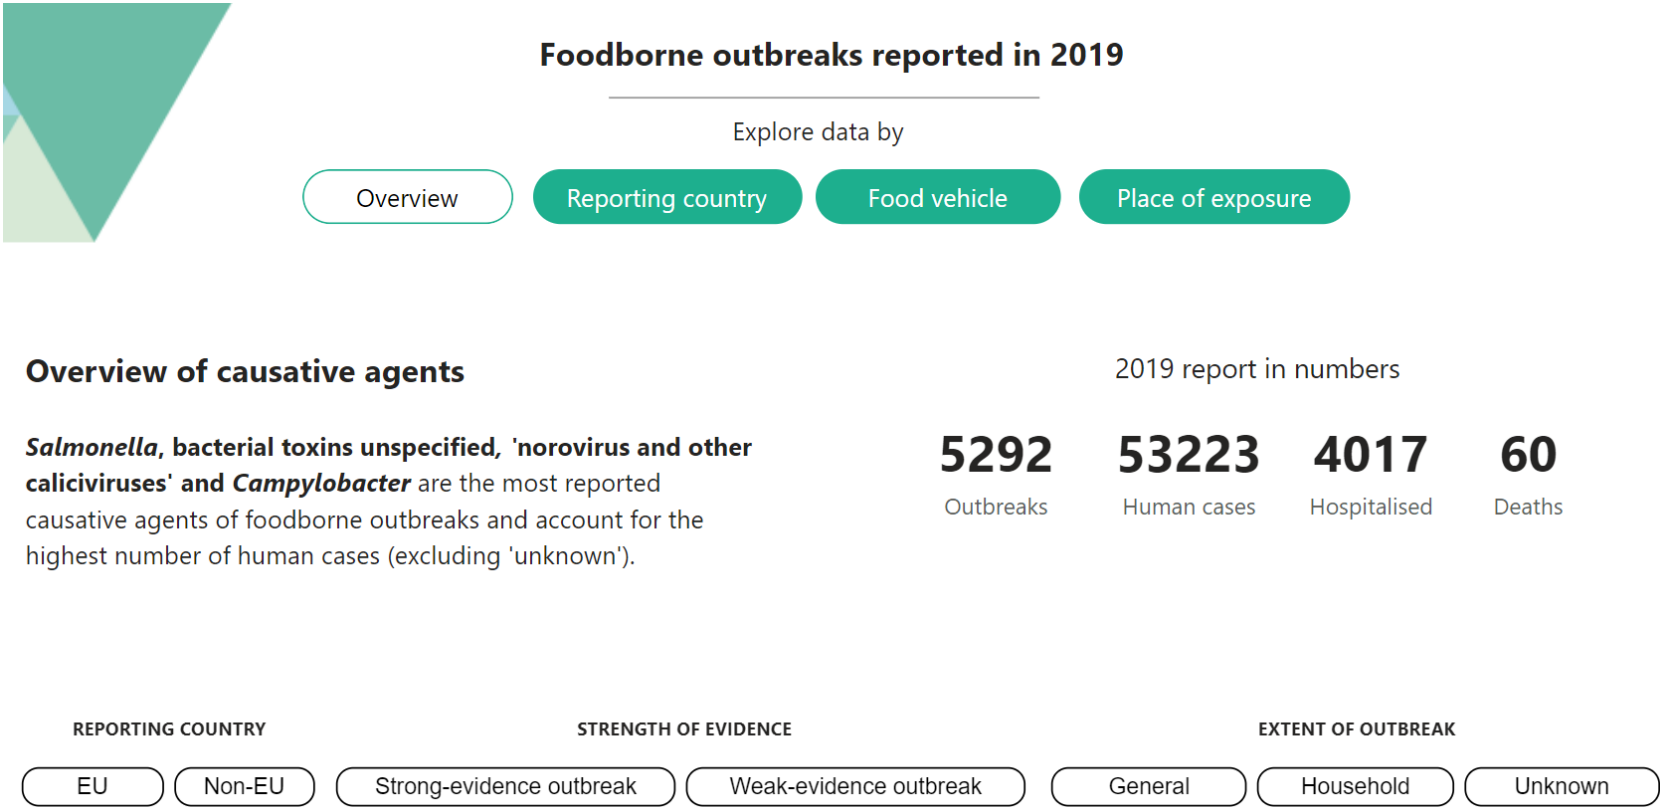 Foodborne outbreaks reported in 2019
Explore data by
Overview
Reporting country
Food vehicle
Place of exposure
Overview of causative agents
Salmonella, bacterial toxins unspecified, 'norovirus and other
caliciviruses' and Campylobacter are the most reported
causative agents of foodborne outbreaks and account for the
highest number of human cases (excluding 'unknown').
2019 report in numbers
5292 53223 4017 60
Outbreaks Human cases Hospitalised Deaths
REPORTING COUNTRY
EU Non-EU
STRENGTH OF EVIDENCE
Strong-evidence outbreak Weak-evidence outbreak
EXTENT OF OUTBREAK
General Household Unknown